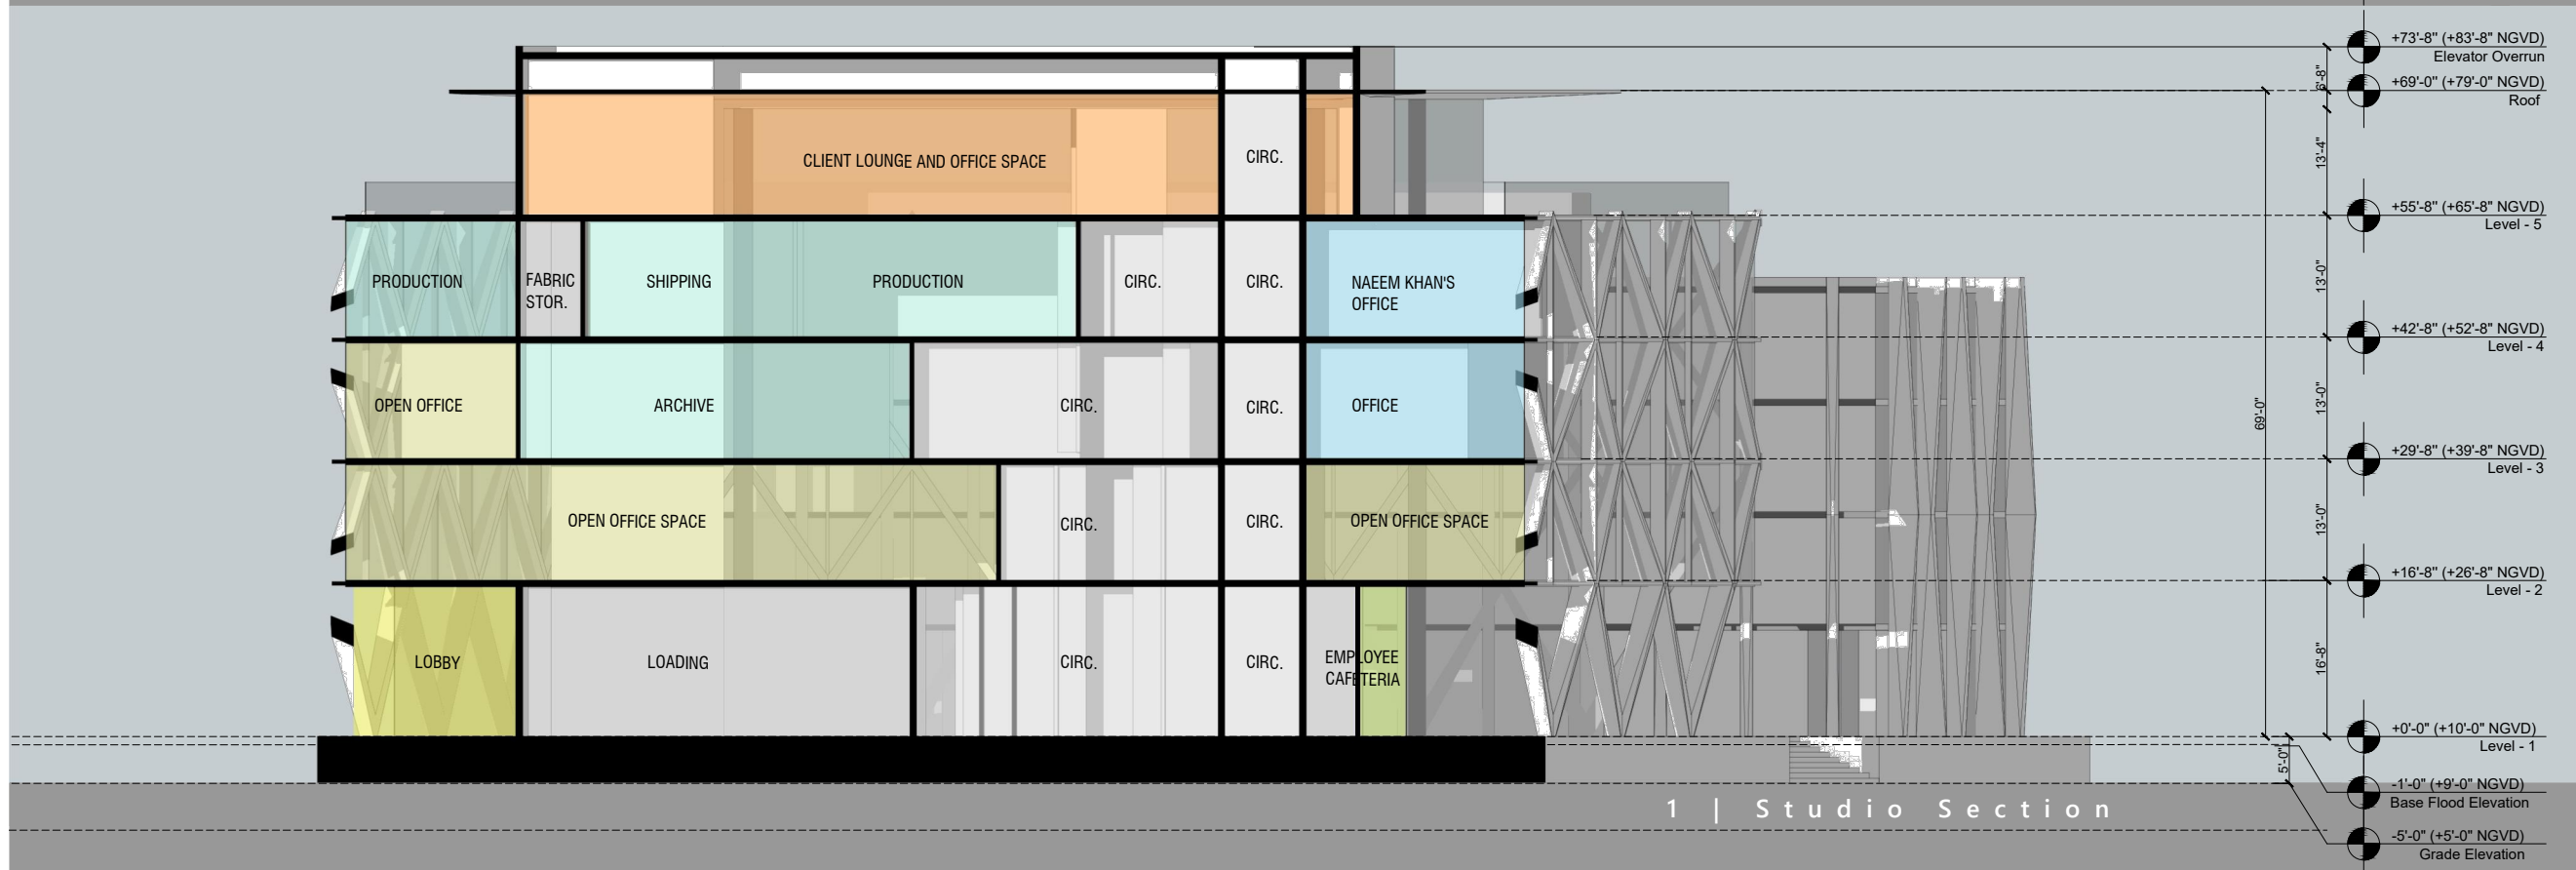 +73'-8" (+83'-8" NGVD)
Elevator Overrun
6'-8"
+69'-0" (+79'-0" NGVD)
Roof
CLIENT LOUNGE AND OFFICE SPACE
CIRC.
13'-4"
+55'-8" (+65'-8" NGVD)
Level - 5
PRODUCTION
FABRIC
STOR.
SHIPPING
PRODUCTION
CIRC.
CIRC.
NAEEM KHAN'S
OFFICE
13'-0"
+42'-8" (+52'-8" NGVD)
Level - 4
OPEN OFFICE
ARCHIVE
CIRC.
CIRC.
OFFICE
69'-0"
13'-0"
+29'-8" (+39'-8" NGVD)
Level - 3
OPEN OFFICE SPACE
CIRC.
CIRC.
OPEN OFFICE SPACE
13'-0"
+16'-8" (+26'-8" NGVD)
Level - 2
LOBBY
LOADING
CIRC.
CIRC.
EMPLOYEE
CAFETERIA
16'-8"
+0'-0" (+10'-0" NGVD)
Level - 1
5'-0"
-1'-0" (+9'-0" NGVD)
Base Flood Elevation
1 | Studio Section
-5'-0" (+5'-0" NGVD)
Grade Elevation